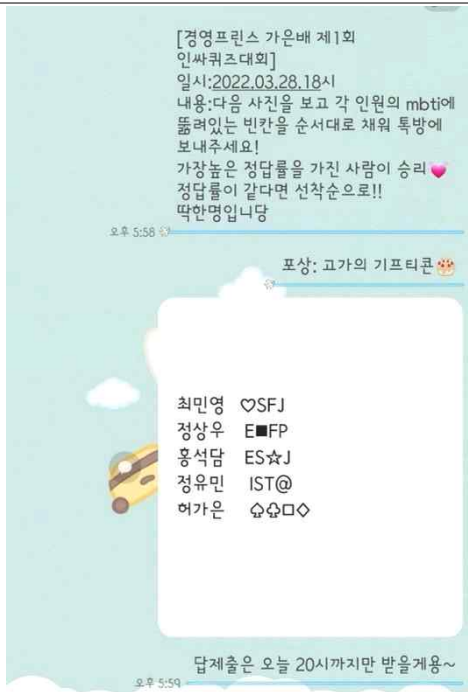 [경영프린스 가은배 제1회
인싸퀴즈대회]
일시:2022.03.28.18시
내용:다음 사진을 보고 각 인원의 mbti에
뚫려있는 빈칸을 순서대로 채워 톡방에
보내주세요!
가장높은 정답률을 가진 사람이 승리💓
정답률이 같다면 선착순으로!!
딱한명입니당
오후 5:58
포상: 고가의 기프티콘🎂
최민영 ♡SFJ
정상우 E■FP
홍석담 ES☆J
정유민 IST@
허가은 ♤♧□◇
답제출은 오늘 20시까지만 받을게용~
오후 5:59